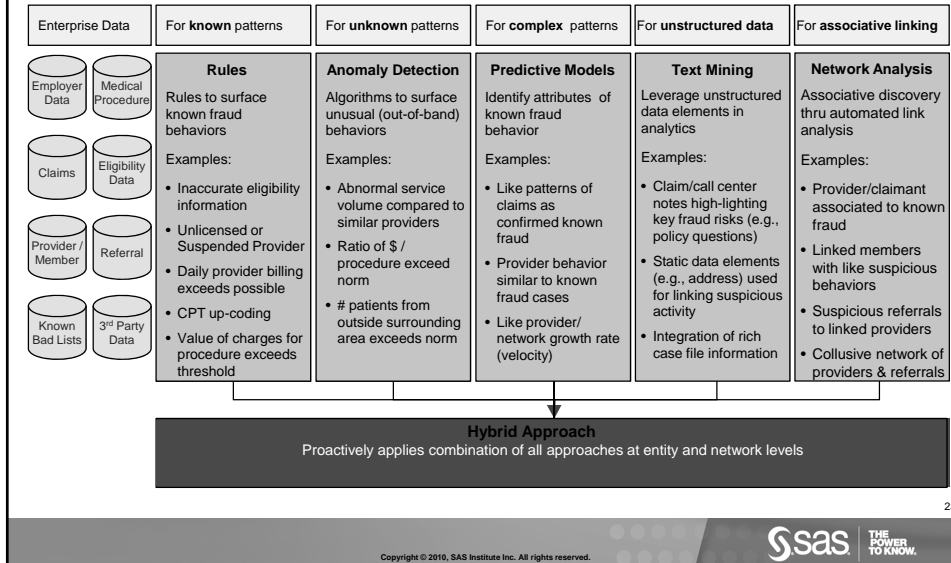 Enterprise Data
For known patterns
For unknown patterns
For complex patterns
For unstructured data
For associative linking
Employer
Data
Medical
Procedure
Claims
Eligibility
Data
Provider /
Member
Referral
Known
Bad Lists
3rd Party
Data
Rules
Rules to surface
known fraud
behaviors
Examples:
• Inaccurate eligibility
information
• Unlicensed or
Suspended Provider
• Daily provider billing
exceeds possible
• CPT up-coding
• Value of charges for
procedure exceeds
threshold
Anomaly Detection
Algorithms to surface
unusual (out-of-band)
behaviors
Examples:
• Abnormal service
volume compared to
similar providers
• Ratio of $ /
procedure exceed
norm
• # patients from
outside surrounding
area exceeds norm
Predictive Models
Identify attributes of
known fraud
behavior
Examples:
• Like patterns of
claims as
confirmed known
fraud
• Provider behavior
similar to known
fraud cases
• Like provider/
network growth rate
(velocity)
Text Mining
Leverage unstructured
data elements in
analytics
Examples:
• Claim/call center
notes high-lighting
key fraud risks (e.g.,
policy questions)
• Static data elements
(e.g., address) used
for linking suspicious
activity
• Integration of rich
case file information
Network Analysis
Associative discovery
thru automated link
analysis
Examples:
• Provider/claimant
associated to known
fraud
• Linked members
with like suspicious
behaviors
• Suspicious referrals
to linked providers
• Collusive network of
providers & referrals
Hybrid Approach
Proactively applies combination of all approaches at entity and network levels
2
Copyright © 2010, SAS Institute Inc. All rights reserved.
sas
THE
POWER
TO KNOW.